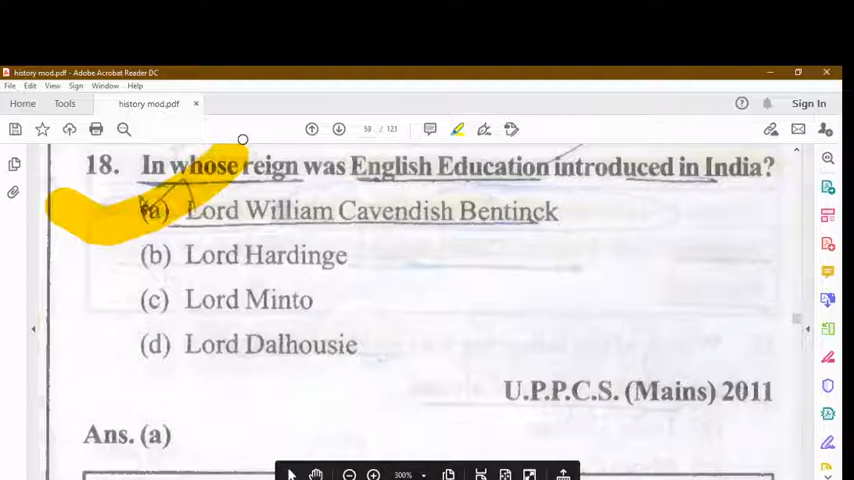 history mod.pdf - Adobe Acrobat Reader DC
File Edit View Sign Window Help
Home Tools history mod.pdf × Sign In
59 / 121
18. In whose reign was English Education introduced in India?
(a) Lord William Cavendish Bentinck
(b) Lord Hardinge
(c) Lord Minto
(d) Lord Dalhousie
U.P.P.C.S. (Mains) 2011
Ans. (a)
300%